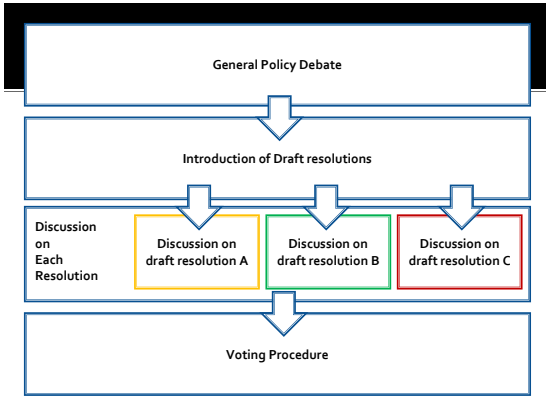 General Policy Debate
Introduction of Draft resolutions
Discussion
on
Each
Resolution
Discussion on
draft resolution A
Discussion on
draft resolution B
Discussion on
draft resolution C
Voting Procedure